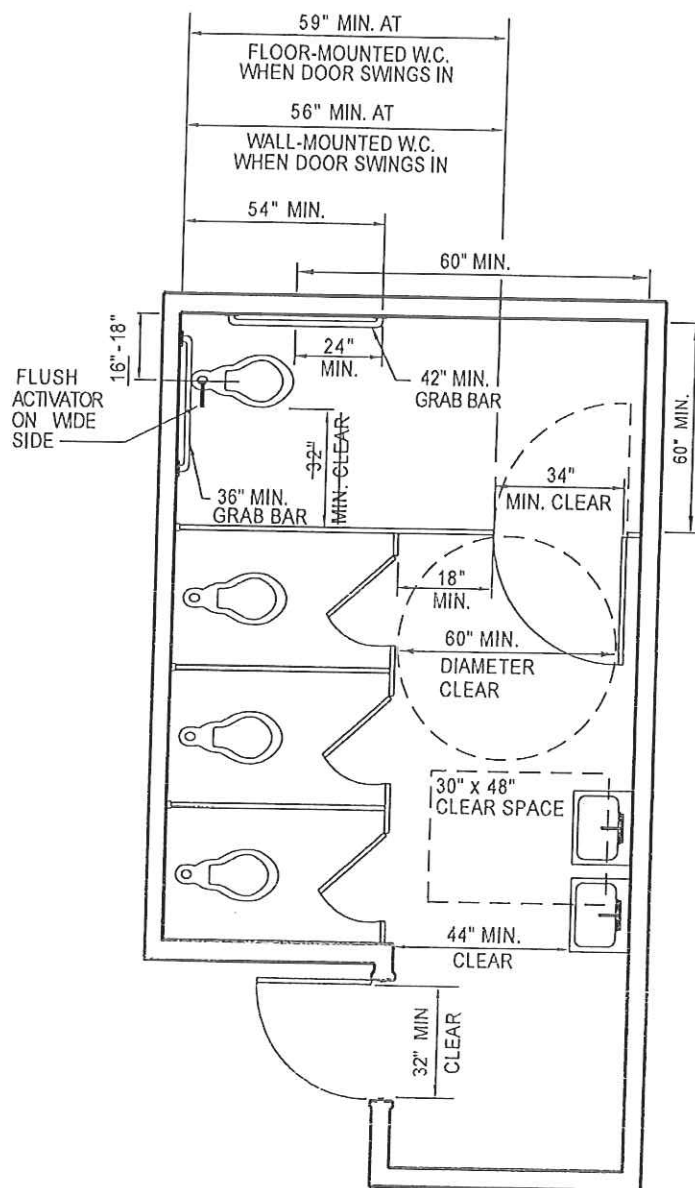 59" MIN. AT
FLOOR-MOUNTED W.C.
WHEN DOOR SWINGS IN
56" MIN. AT
WALL-MOUNTED W.C.
WHEN DOOR SWINGS IN
54" MIN.
60" MIN.
16"-18"
24"
MIN.
42" MIN.
GRAB BAR
FLUSH
ACTIVATOR
ON WIDE
SIDE
32"
MIN. CLEAR
60" MIN.
34"
MIN. CLEAR
36" MIN.
GRAB BAR
18"
MIN.
60" MIN.
DIAMETER
CLEAR
30" x 48"
CLEAR SPACE
44" MIN.
CLEAR
32" MIN
CLEAR